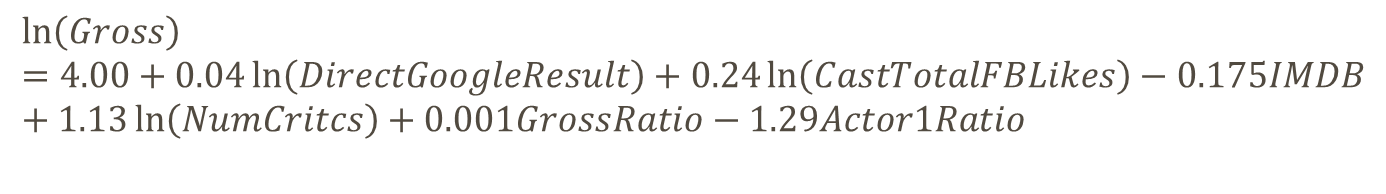 ln(Gross)
= 4.00 + 0.04 ln(DirectGoogleResult) + 0.24 ln(CastTotalFBLikes) − 0.175IMDB
+ 1.13 ln(NumCritcs) + 0.001GrossRatio − 1.29Actor1Ratio